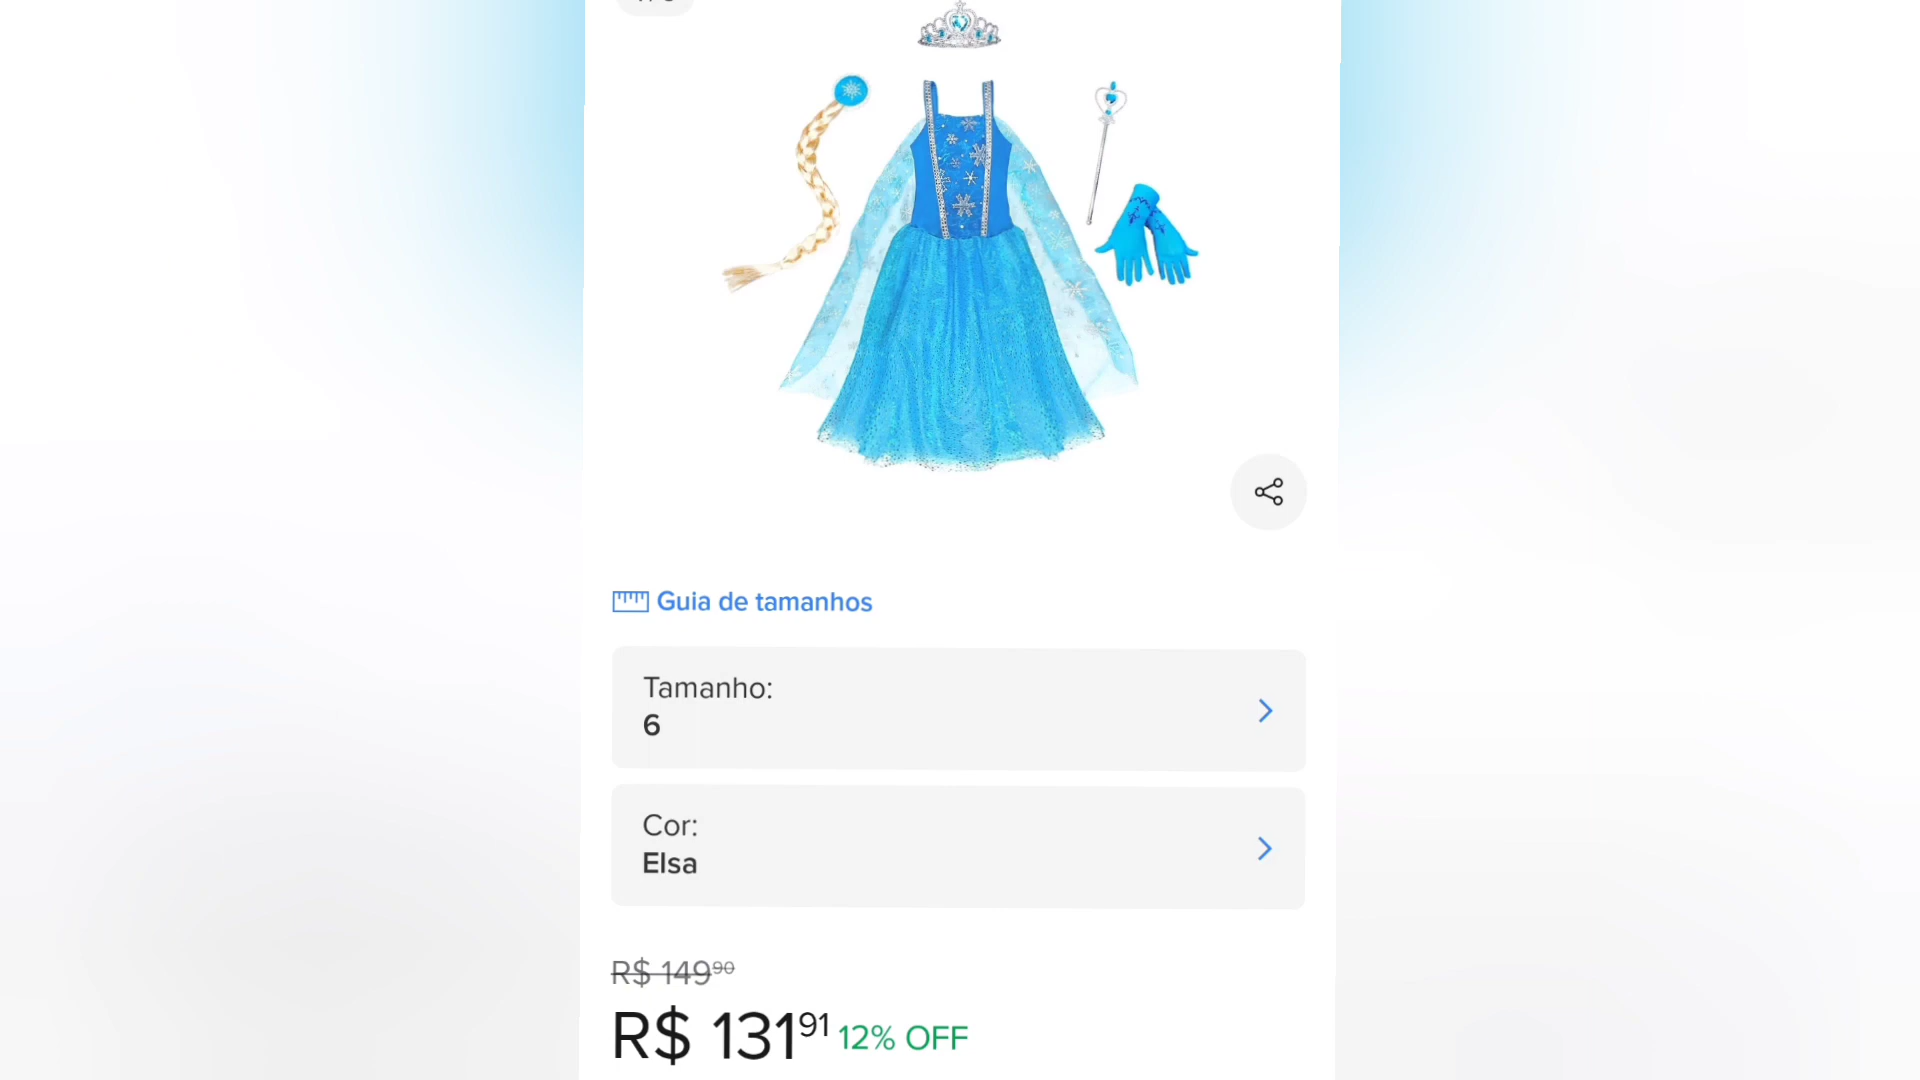 Guia de tamanhos
Tamanho:
6
Cor:
Elsa
R$ 149⁹⁰
R$ 131⁹¹ 12% OFF